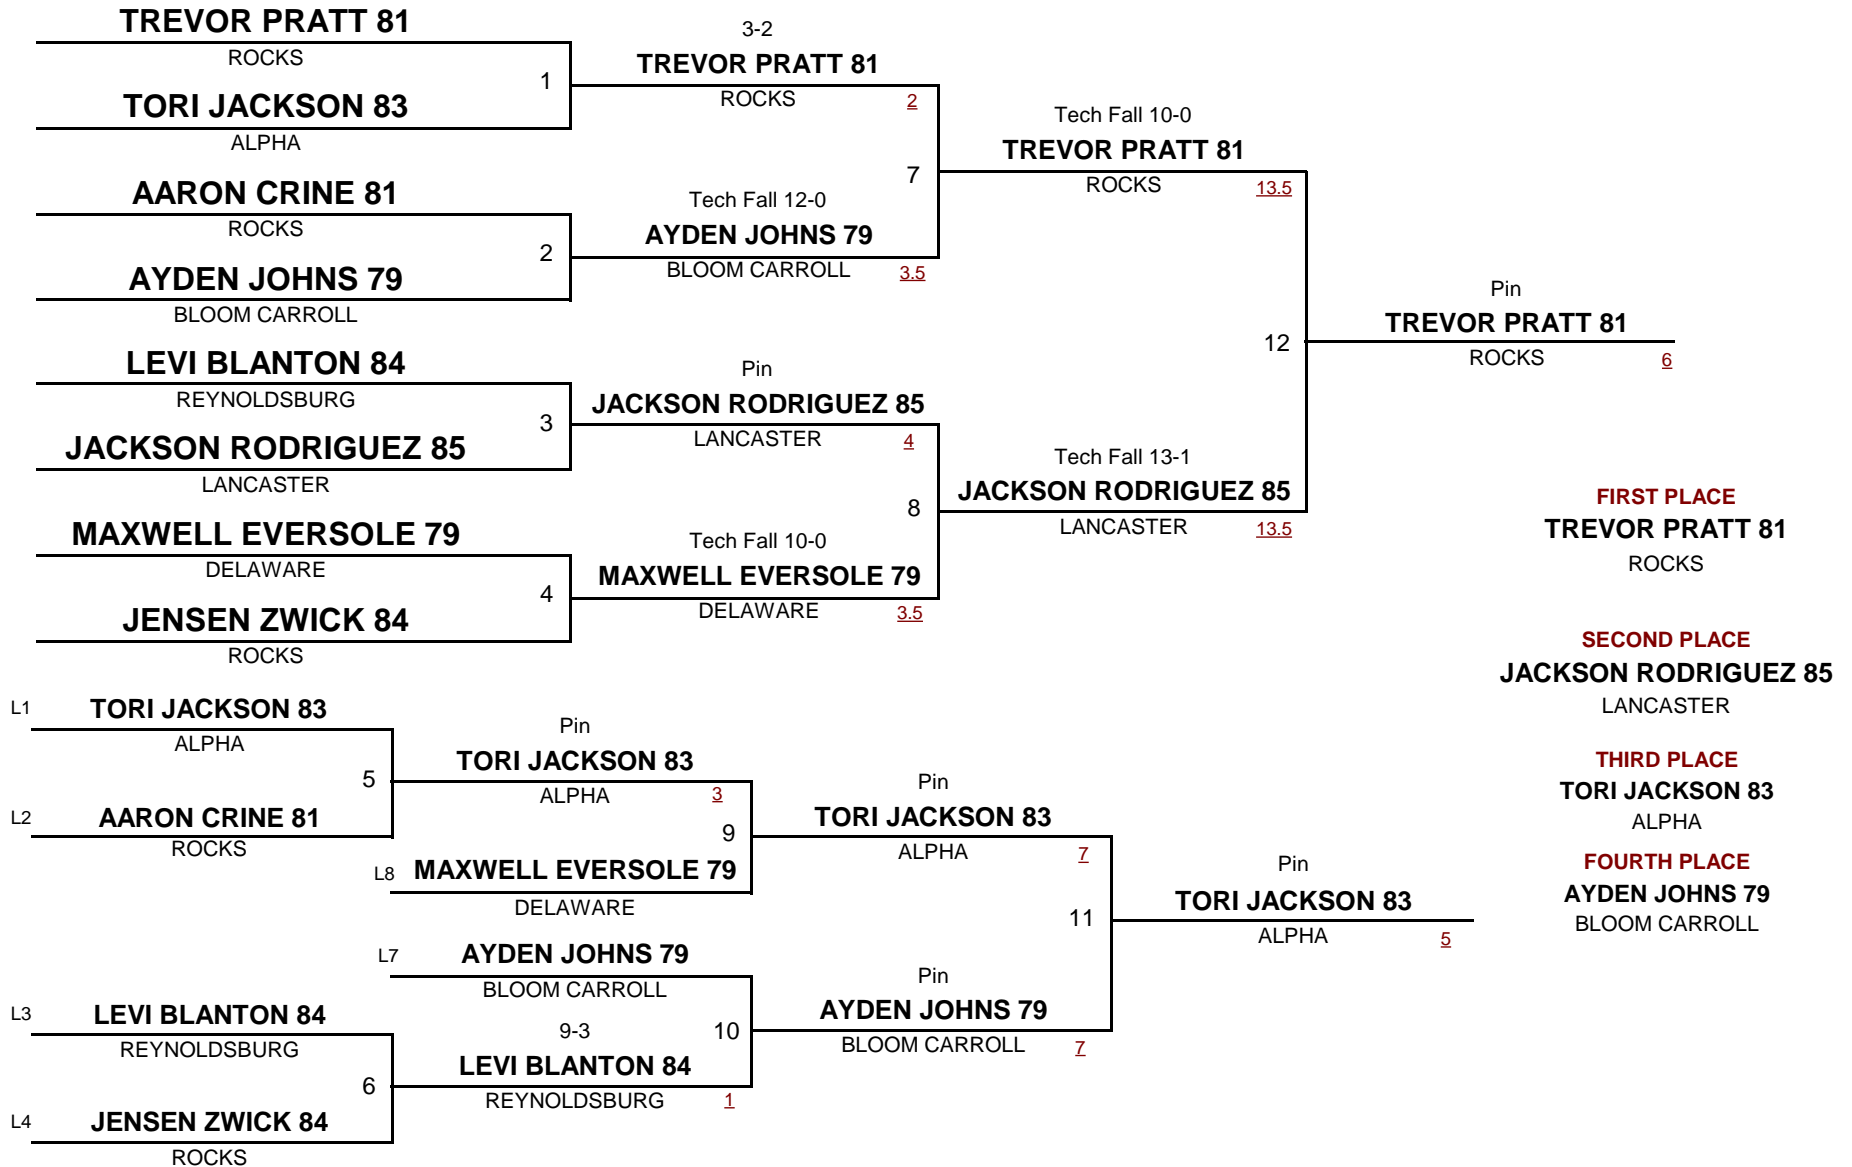 TREVOR PRATT 81
ROCKS
1
TORI JACKSON 83
ALPHA
AARON CRINE 81
ROCKS
2
AYDEN JOHNS 79
BLOOM CARROLL
LEVI BLANTON 84
REYNOLDSBURG
3
JACKSON RODRIGUEZ 85
LANCASTER
MAXWELL EVERSOLE 79
DELAWARE
4
JENSEN ZWICK 84
ROCKS
3-2
TREVOR PRATT 81
ROCKS 2
7
Tech Fall 12-0
AYDEN JOHNS 79
BLOOM CARROLL 3.5
Pin
JACKSON RODRIGUEZ 85
LANCASTER 4
8
Tech Fall 10-0
MAXWELL EVERSOLE 79
DELAWARE 3.5
Tech Fall 10-0
TREVOR PRATT 81
ROCKS 13.5
12
Tech Fall 13-1
JACKSON RODRIGUEZ 85
LANCASTER 13.5
Pin
TREVOR PRATT 81
ROCKS 6
FIRST PLACE
TREVOR PRATT 81
ROCKS
SECOND PLACE
JACKSON RODRIGUEZ 85
LANCASTER
THIRD PLACE
TORI JACKSON 83
ALPHA
FOURTH PLACE
AYDEN JOHNS 79
BLOOM CARROLL
L1 TORI JACKSON 83
ALPHA
5
L2 AARON CRINE 81
ROCKS
L3 LEVI BLANTON 84
REYNOLDSBURG
6
L4 JENSEN ZWICK 84
ROCKS
Pin
TORI JACKSON 83
ALPHA 3
9
L8 MAXWELL EVERSOLE 79
DELAWARE
L7 AYDEN JOHNS 79
BLOOM CARROLL
9-3 10
LEVI BLANTON 84
REYNOLDSBURG 1
Pin
TORI JACKSON 83
ALPHA 7
11
Pin
AYDEN JOHNS 79
BLOOM CARROLL 7
Pin
TORI JACKSON 83
ALPHA 5